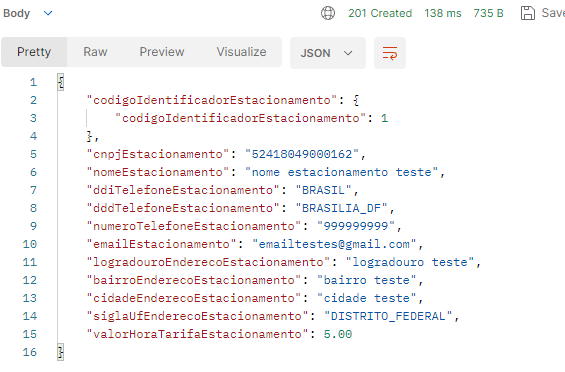 Body 201 Created 138 ms 735 B Save
Pretty Raw Preview Visualize JSON
1 {
2 "codigoIdentificadorEstacionamento": {
3 "codigoIdentificadorEstacionamento": 1
4 },
5 "cnpjEstacionamento": "52418049000162",
6 "nomeEstacionamento": "nome estacionamento teste",
7 "ddiTelefoneEstacionamento": "BRASIL",
8 "dddTelefoneEstacionamento": "BRASILIA_DF",
9 "numeroTelefoneEstacionamento": "999999999",
10 "emailEstacionamento": "emailtestes@gmail.com",
11 "logradouroEnderecoEstacionamento": "logradouro teste",
12 "bairroEnderecoEstacionamento": "bairro teste",
13 "cidadeEnderecoEstacionamento": "cidade teste",
14 "siglaUfEnderecoEstacionamento": "DISTRITO_FEDERAL",
15 "valorHoraTarifaEstacionamento": 5.00
16 }